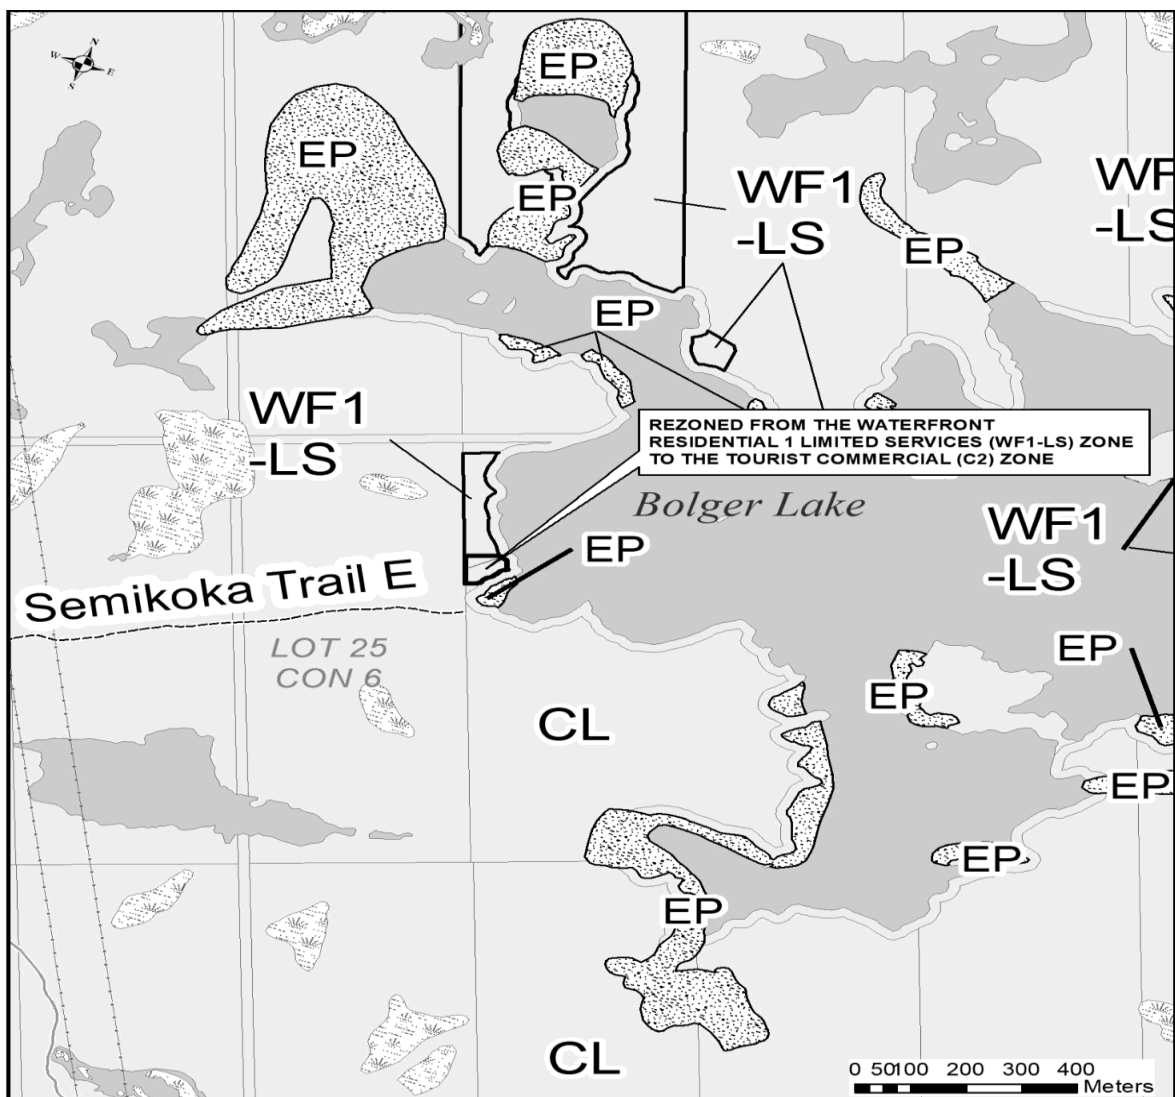 N
W
E
S
EP
EP
EP
WF1
-LS
WF
-LS
EP
EP
WF1
-LS
REZONED FROM THE WATERFRONT
RESIDENTIAL 1 LIMITED SERVICES (WF1-LS) ZONE
TO THE TOURIST COMMERCIAL (C2) ZONE
Bolger Lake
WF1
-LS
EP
Semikoka Trail E
LOT 25
CON 6
EP
EP
CL
EP
EP
EP
CL
0 50100 200 300 400
Meters